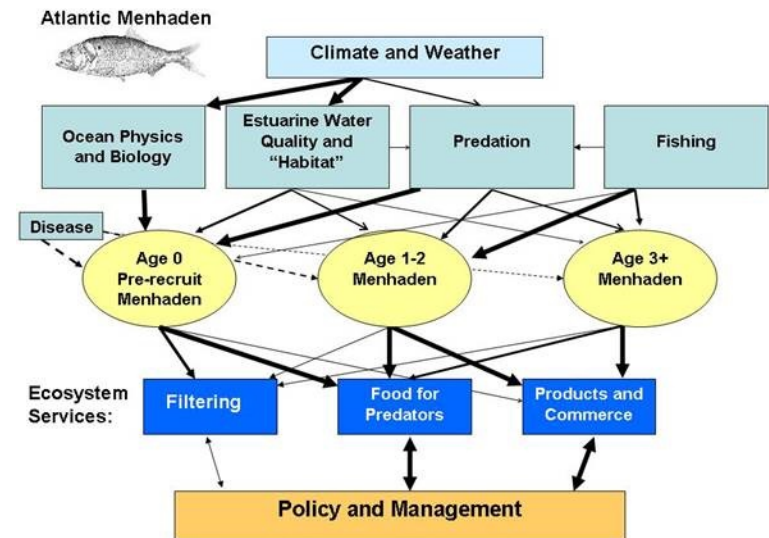 Atlantic Menhaden
Climate and Weather
Ocean Physics
and Biology
Estuarine Water
Quality and
“Habitat”
Predation
Fishing
Disease
Age 0
Pre-recruit
Menhaden
Age 1-2
Menhaden
Age 3+
Menhaden
Ecosystem
Services:
Filtering
Food for
Predators
Products and
Commerce
Policy and Management